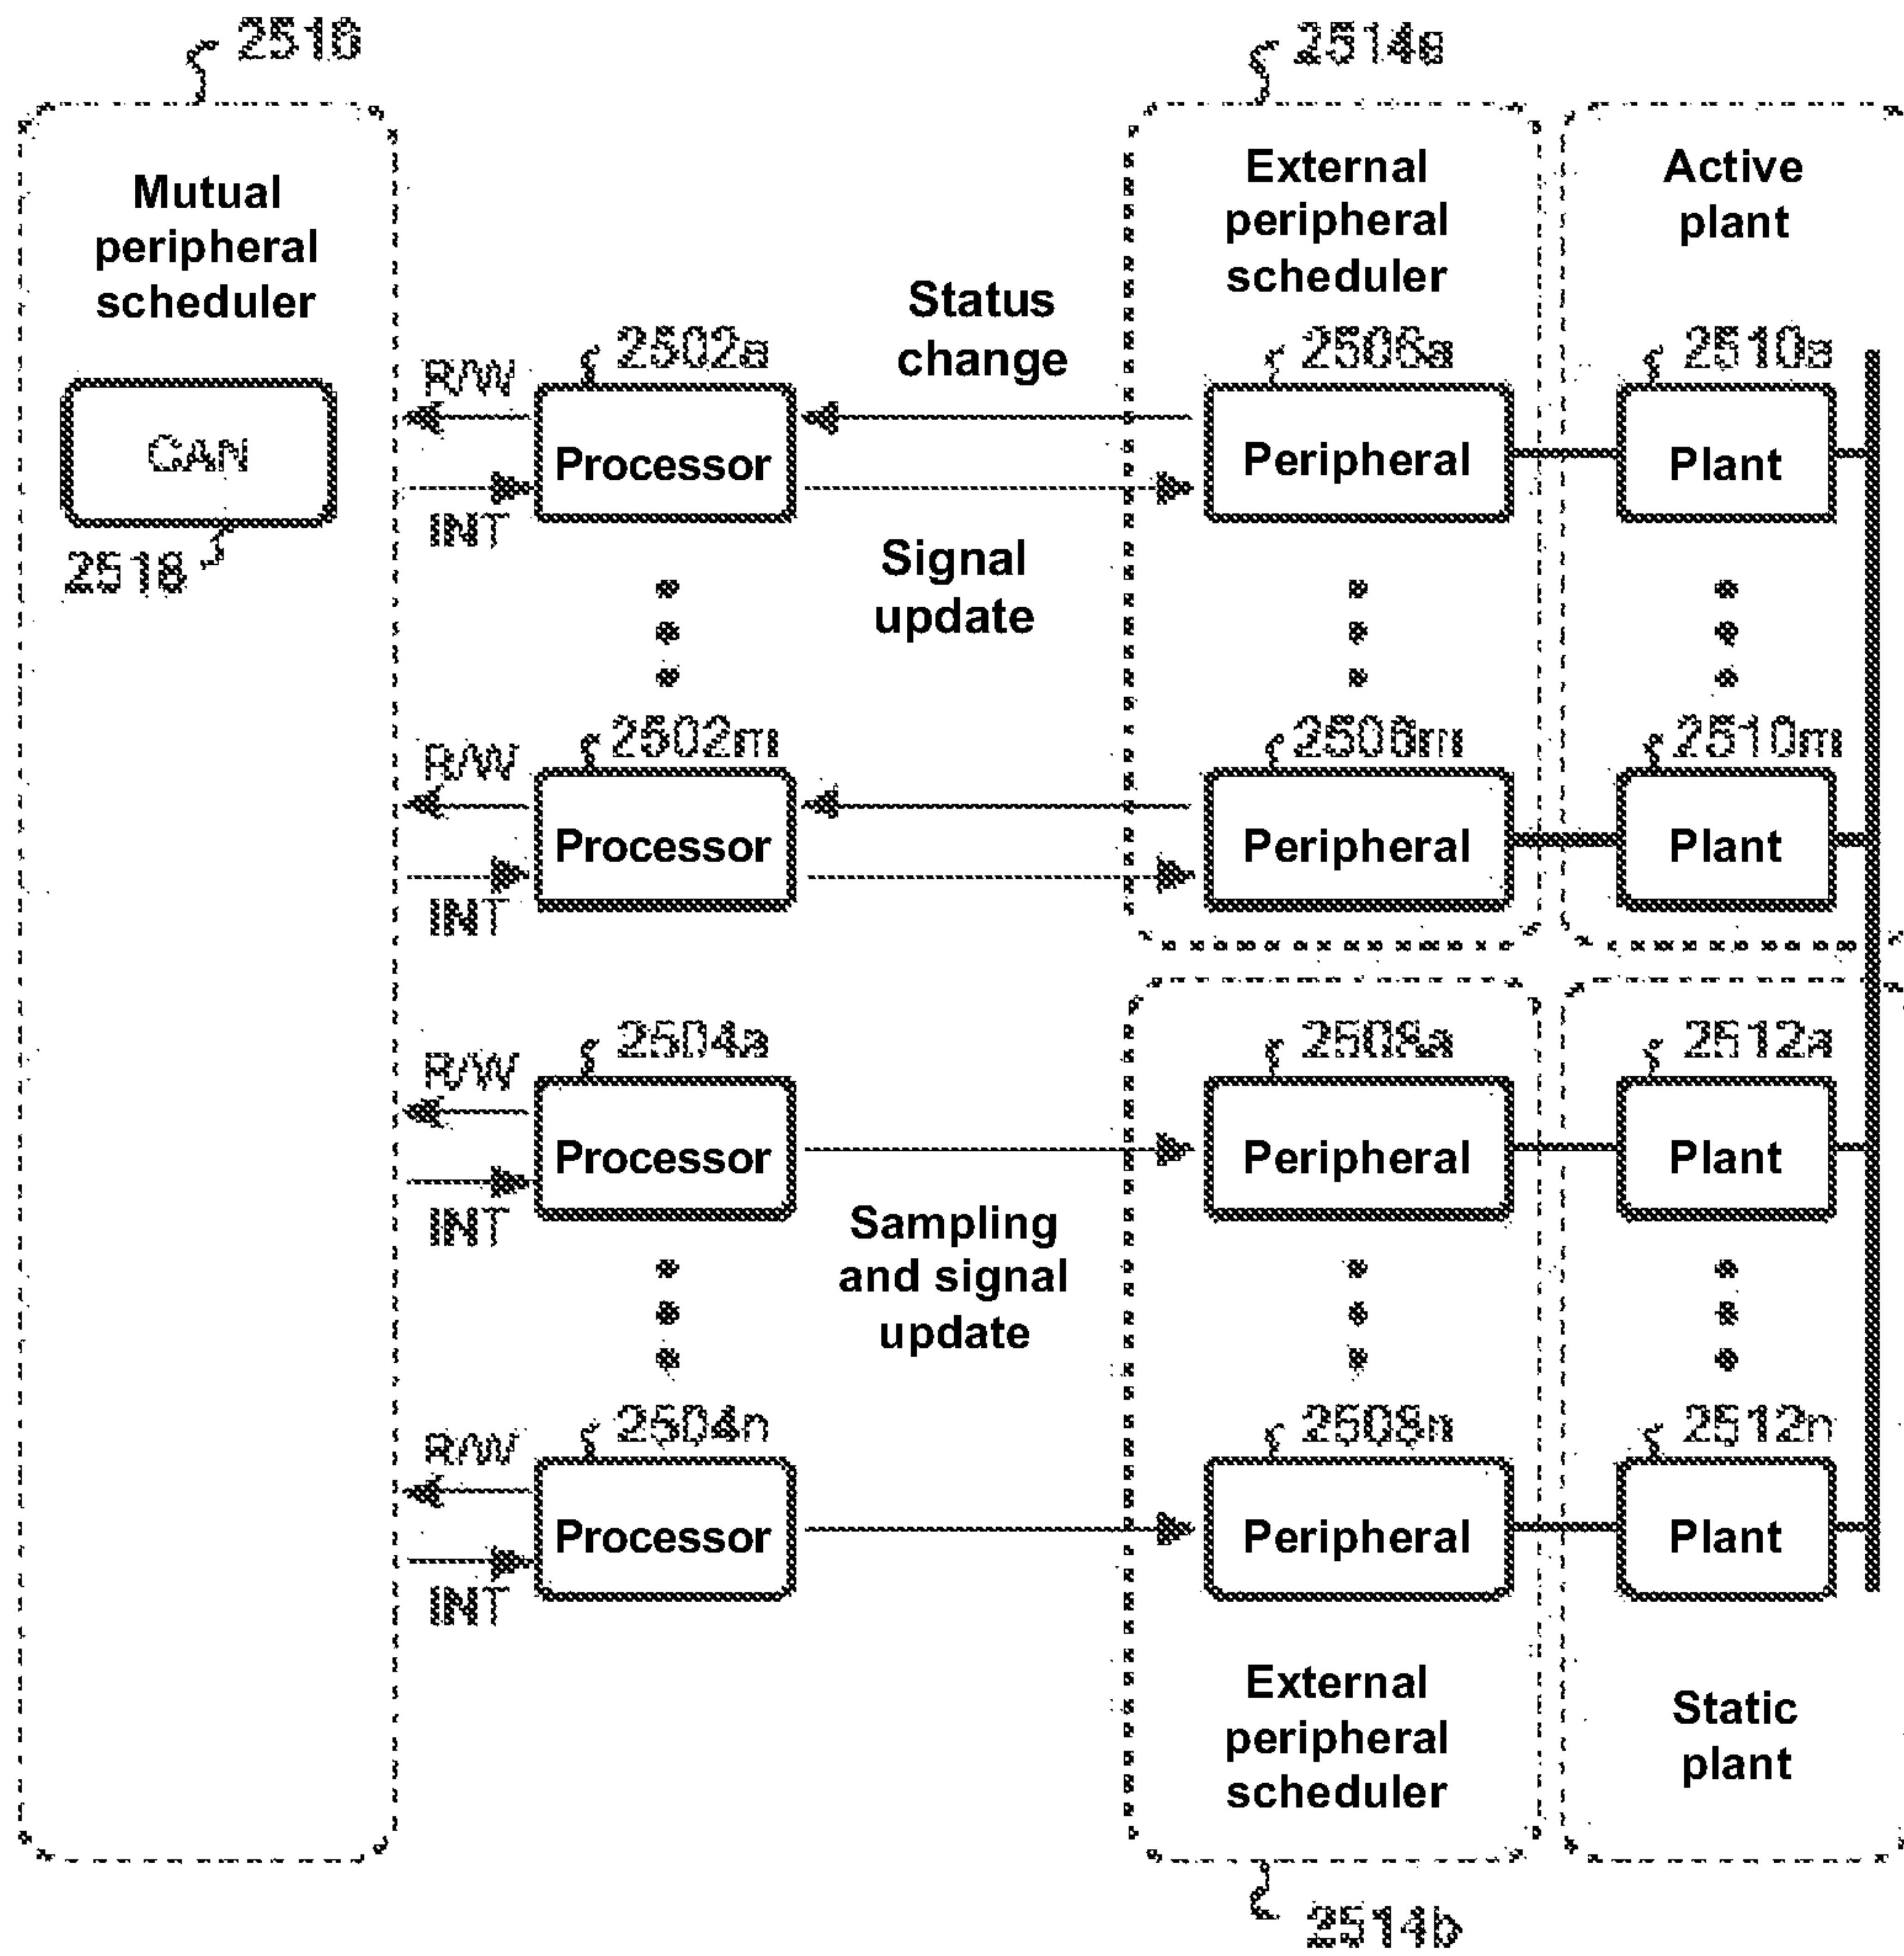 2514a
Mutual
peripheral
scheduler
External
peripheral
scheduler
Active
plant
Status
change
CAN
R/W
2502a
2506a
2510a
Processor
Peripheral
Plant
INT
Signal
update
R/W
2502m
2506m
2510m
Processor
Peripheral
Plant
INT
R/W
2504a
2508a
2512a
Processor
Peripheral
Plant
INT
Sampling
and signal
update
R/W
2504n
2508n
2512n
Processor
Peripheral
Plant
INT
External
peripheral
scheduler
Static
plant
2514b